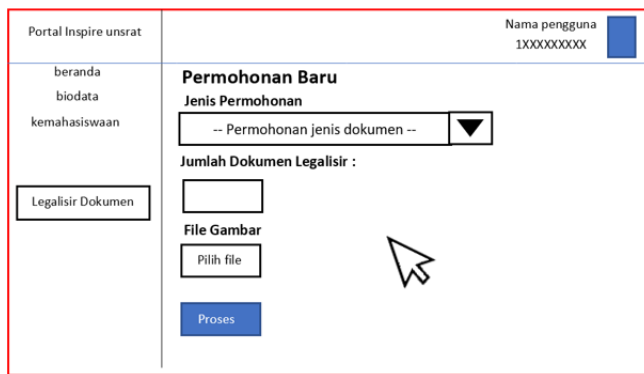 Portal Inspire unsrat
Nama pengguna
1XXXXXXXXX
beranda
biodata
kemahasiswaan
Legalisir Dokumen
Permohonan Baru
Jenis Permohonan
-- Permohonan jenis dokumen --
Jumlah Dokumen Legalisir :
File Gambar
Pilih file
Proses